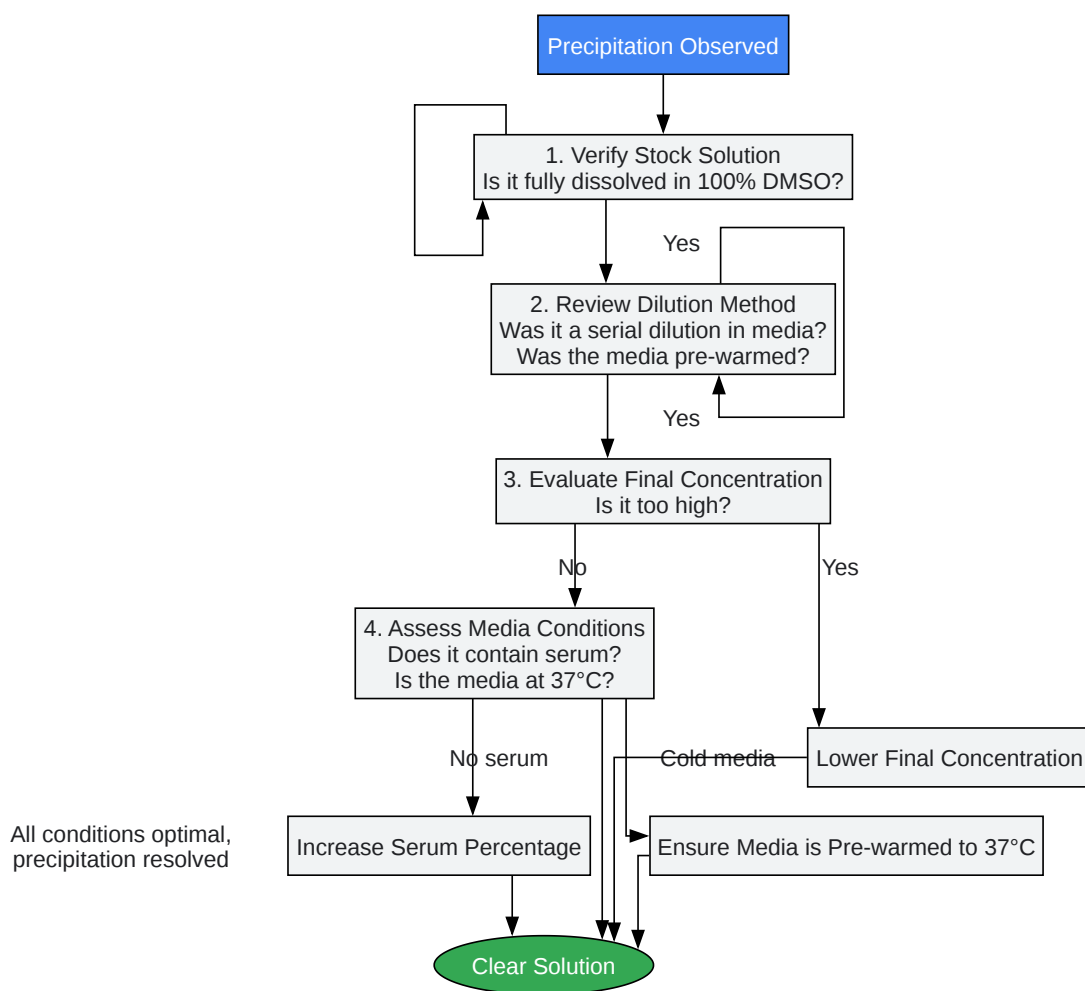 Precipitation Observed
1. Verify Stock Solution
Is it fully dissolved in 100% DMSO?
Yes
2. Review Dilution Method
Was it a serial dilution in media?
Was the media pre-warmed?
Yes
3. Evaluate Final Concentration
Is it too high?
No
Yes
4. Assess Media Conditions
Does it contain serum?
Is the media at 37°C?
No serum
Cold media
Lower Final Concentration
All conditions optimal,
precipitation resolved
Increase Serum Percentage
Ensure Media is Pre-warmed to 37°C
Clear Solution